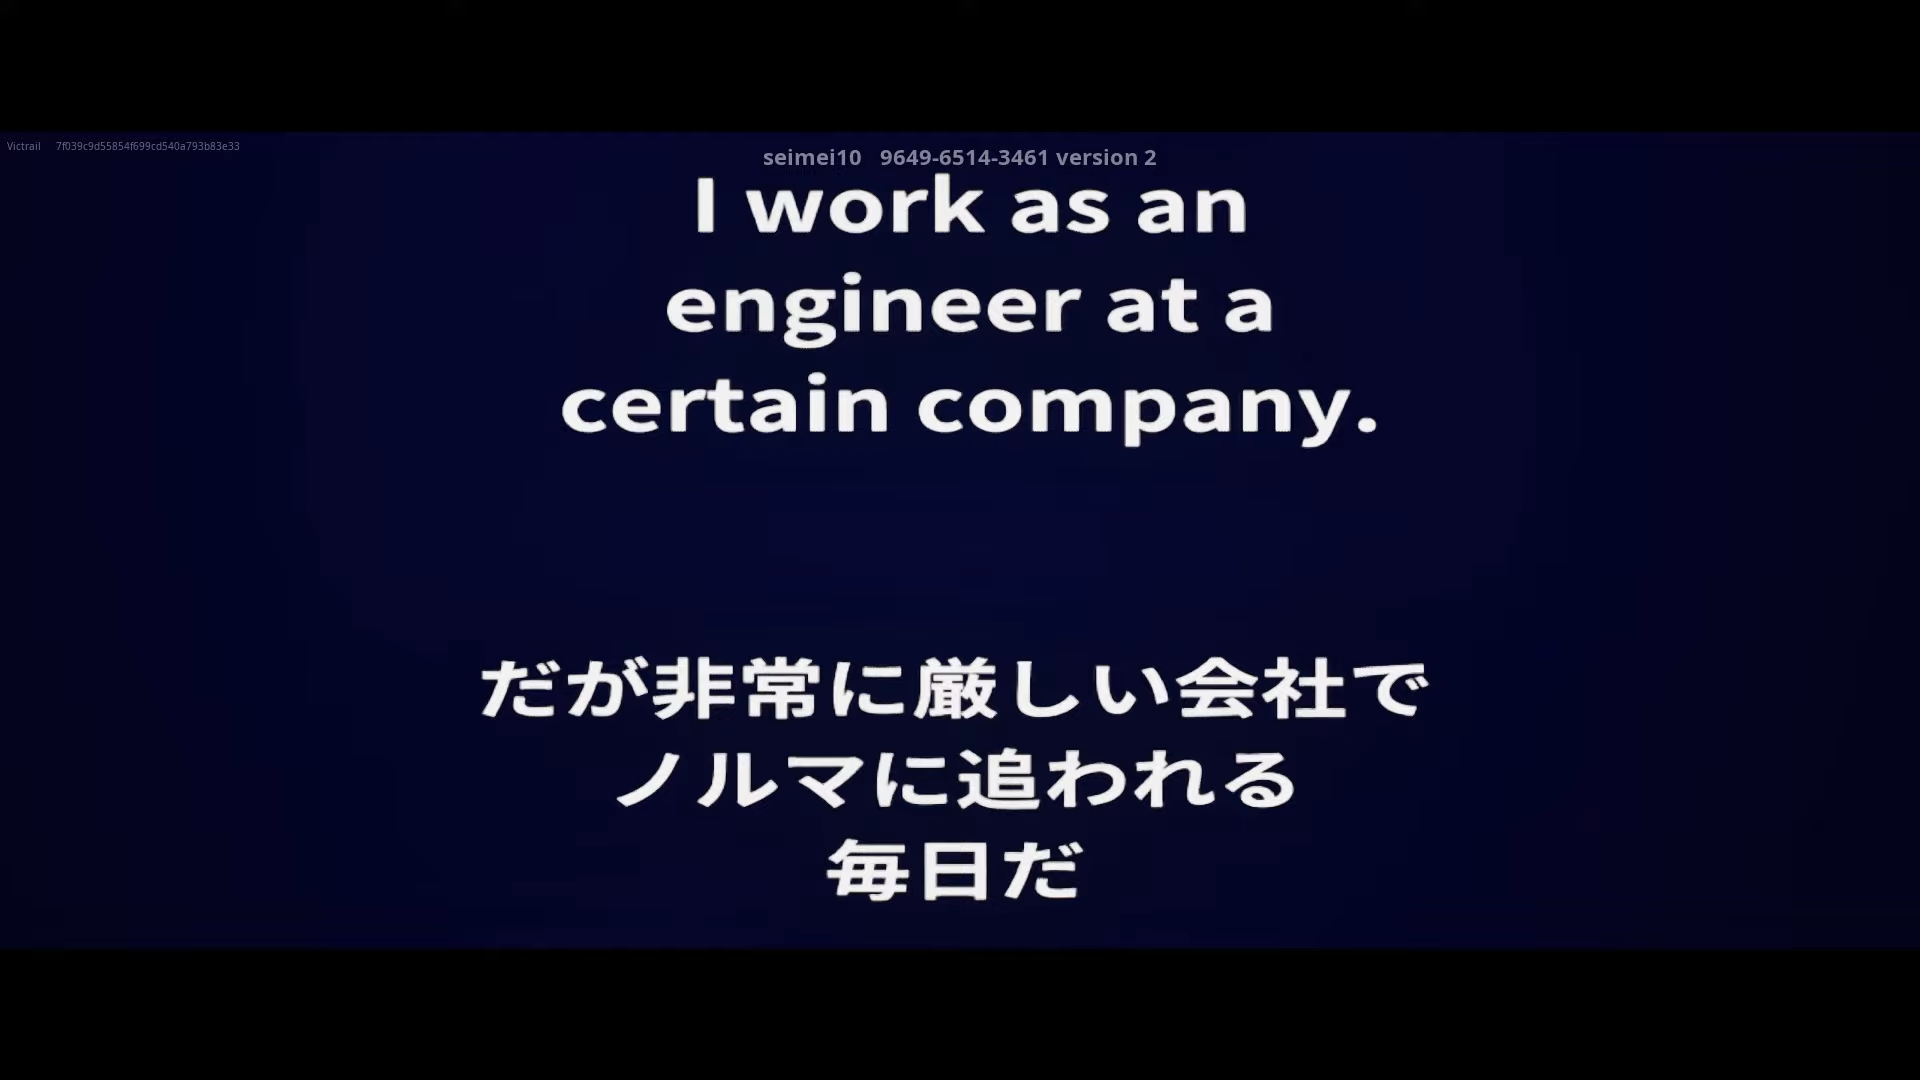 Victrail 7f039c9d55854f699cd540a793b83e33
seimei10 9649-6514-3461 version 2
I work as an
engineer at a
certain company.
だが非常に厳しい会社で
ノルマに追われる
毎日だ